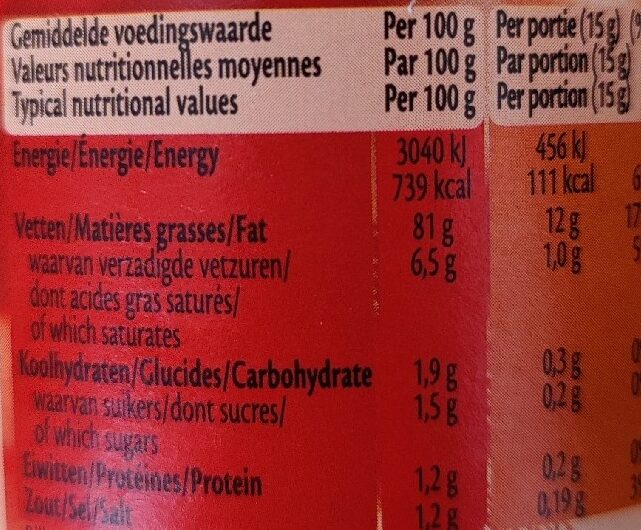 Gemiddelde voedingswaarde Per 100 g Per portie (15 g)
Valeurs nutritionnelles moyennes Par 100 g Par portion (15 g)
Typical nutritional values Per 100 g Per portion (15 g)
Energie/Énergie/Energy 3040 kJ 456 kJ
739 kcal 111 kcal
Vetten/Matières grasses/Fat 81 g 12 g
waarvan verzadigde vetzuren/ 6,5 g 1,0 g
dont acides gras saturés/
of which saturates
Koolhydraten/Glucides/Carbohydrate 1,9 g 0,3 g
waarvan suikers/dont sucres/ 1,5 g 0,2 g
of which sugars
Eiwitten/Protéines/Protein 1,2 g 0,2 g
Zout/Sel/Salt 1,2 g 0,19 g